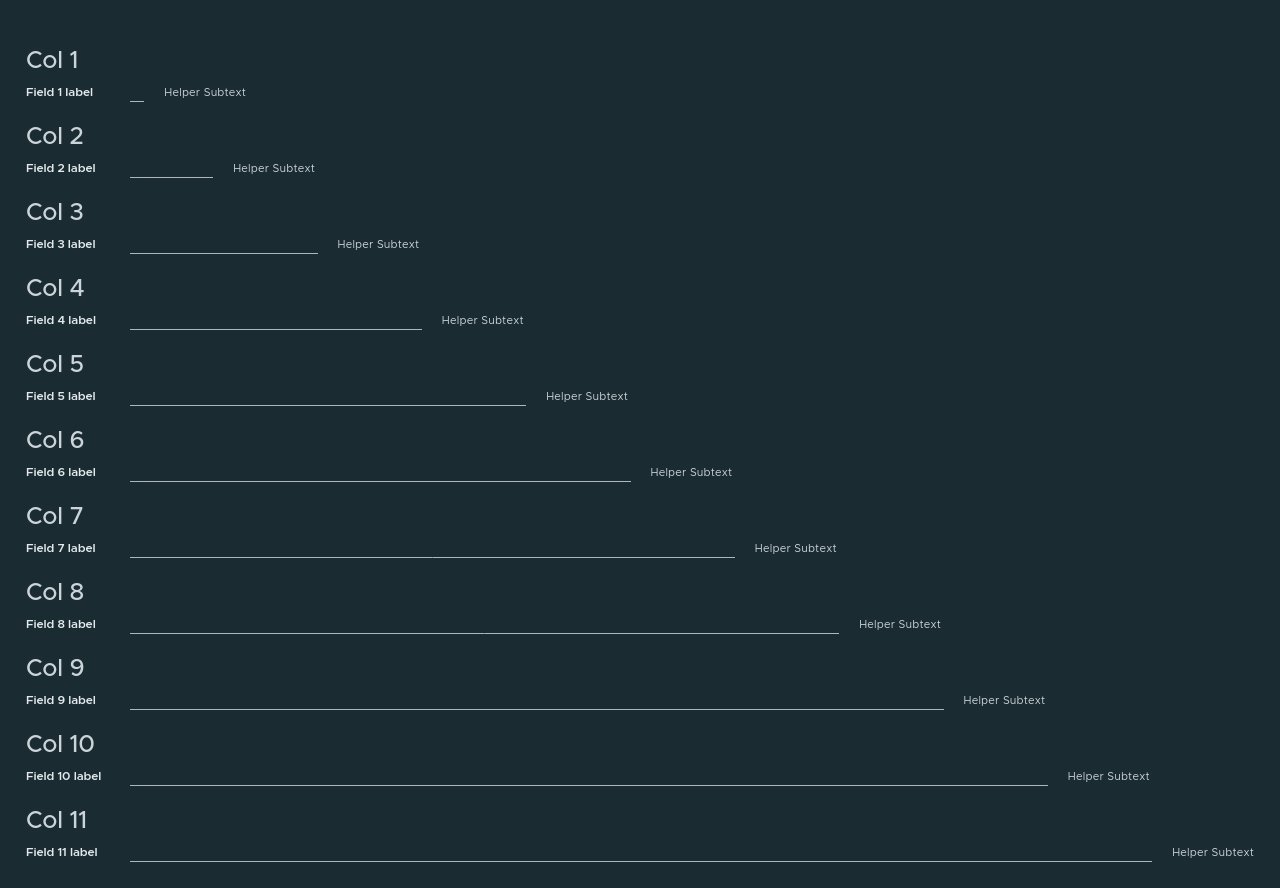 Col 1
Field 1 label Helper Subtext
Col 2
Field 2 label Helper Subtext
Col 3
Field 3 label Helper Subtext
Col 4
Field 4 label Helper Subtext
Col 5
Field 5 label Helper Subtext
Col 6
Field 6 label Helper Subtext
Col 7
Field 7 label Helper Subtext
Col 8
Field 8 label Helper Subtext
Col 9
Field 9 label Helper Subtext
Col 10
Field 10 label Helper Subtext
Col 11
Field 11 label Helper Subtext